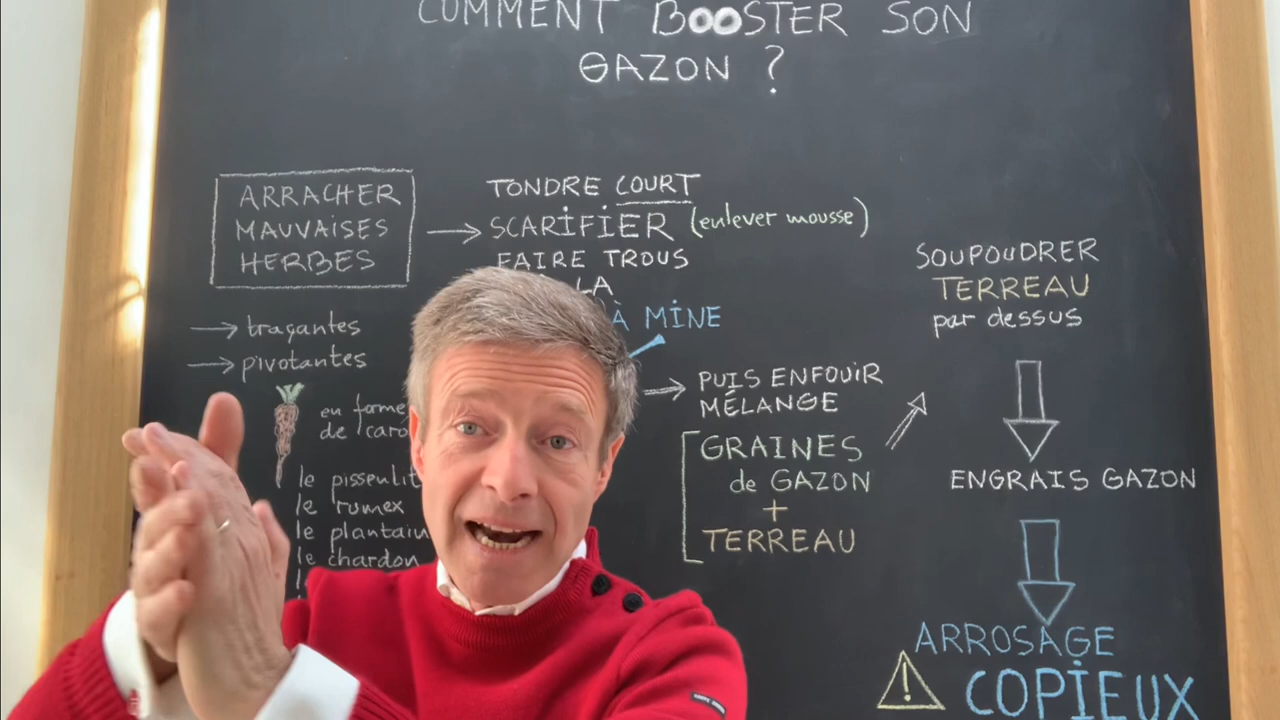 COMMENT BOOSTER SON
GAZON ?
ARRACHER
MAUVAISES
HERBES
→ traçantes
→ pivotantes
en forme
le pissenlit
le rumex
le plantain
le chardon
→ TONDRE COURT
SCARIFIER (enlever mousse)
FAIRE TROUS
LA
À MINE
→ PUIS ENFOUIR
MÉLANGE
GRAINES
de GAZON
+
TERREAU
SOUPOUDRER
TERREAU
par dessus
ENGRAIS GAZON
ARROSAGE
! COPIEUX